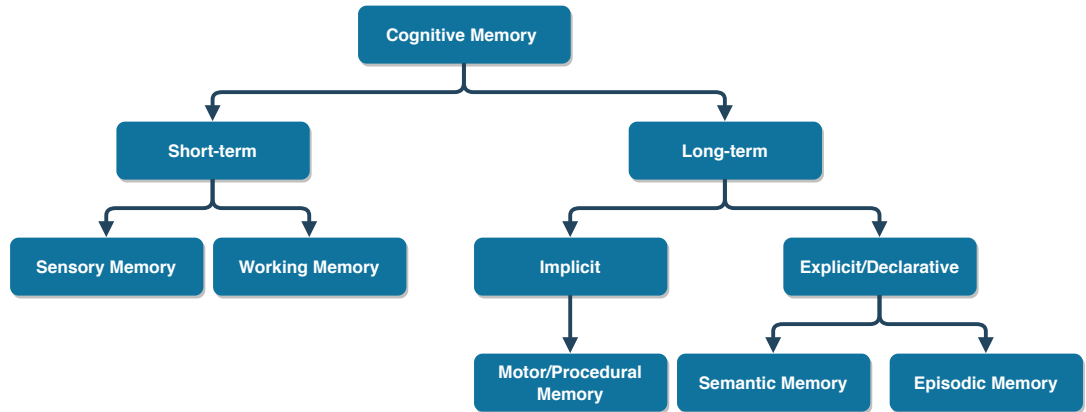 Cognitive Memory
Short-term
Long-term
Sensory Memory
Working Memory
Implicit
Explicit/Declarative
Motor/Procedural
Memory
Semantic Memory
Episodic Memory